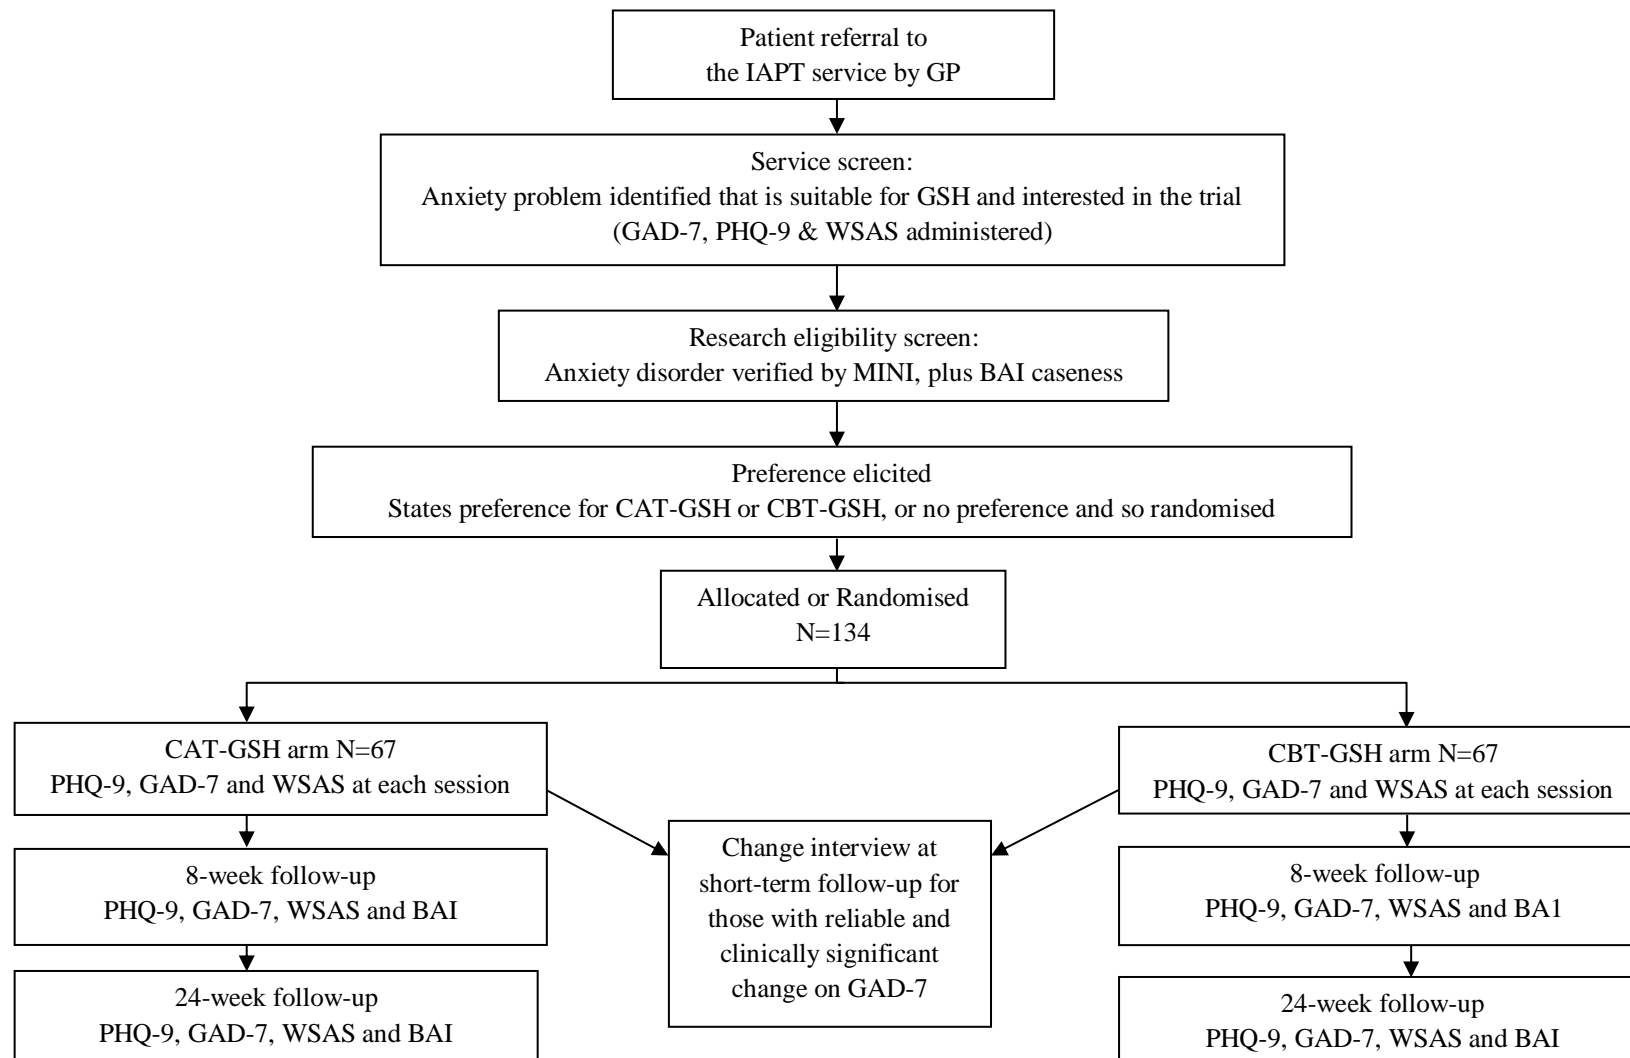 Patient referral to
the IAPT service by GP
Service screen:
Anxiety problem identified that is suitable for GSH and interested in the trial
(GAD-7, PHQ-9 & WSAS administered)
Research eligibility screen:
Anxiety disorder verified by MINI, plus BAI caseness
Preference elicited
States preference for CAT-GSH or CBT-GSH, or no preference and so randomised
Allocated or Randomised
N=134
CAT-GSH arm N=67
PHQ-9, GAD-7 and WSAS at each session
CBT-GSH arm N=67
PHQ-9, GAD-7 and WSAS at each session
Change interview at
short-term follow-up for
those with reliable and
clinically significant
change on GAD-7
8-week follow-up
PHQ-9, GAD-7, WSAS and BAI
8-week follow-up
PHQ-9, GAD-7, WSAS and BA1
24-week follow-up
PHQ-9, GAD-7, WSAS and BAI
24-week follow-up
PHQ-9, GAD-7, WSAS and BAI